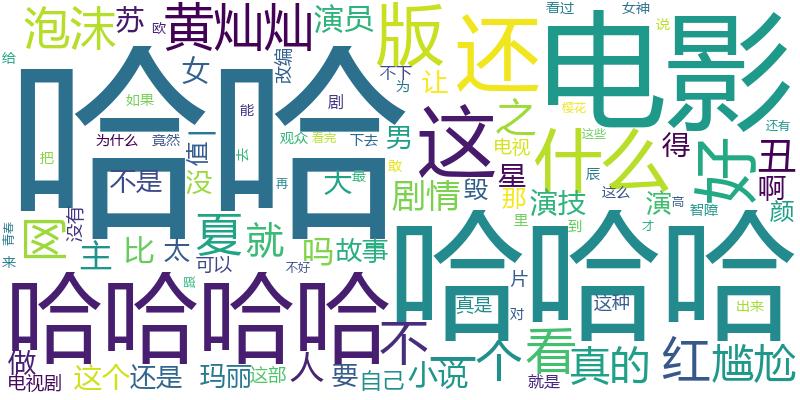 泡沫
苏
欧
黄灿灿
演员
版
还
电影
看过
女神
说
给
哈哈
女
改编
不下
为
让
如果
能
剧
这
之
什么
樱花
这些
还有
为什么
竟然
值
观众
看完
男
电视
得
好
丑
把
不是
没
去
下去
大
最
再
敢
剧情
毁
星
那
演技
辰
这么
演
高
智障
啊
颜
青春
来
网
没有
主
比
太
夏
就
吗
故事
里
到
才
可以
不好
片
对
哈哈哈哈
哈哈哈
真是
这种
出来
不
一个
看
真的
红
尴尬
做
电视剧
这个
还是
玛丽
这部
人
要
自己
小说
就是